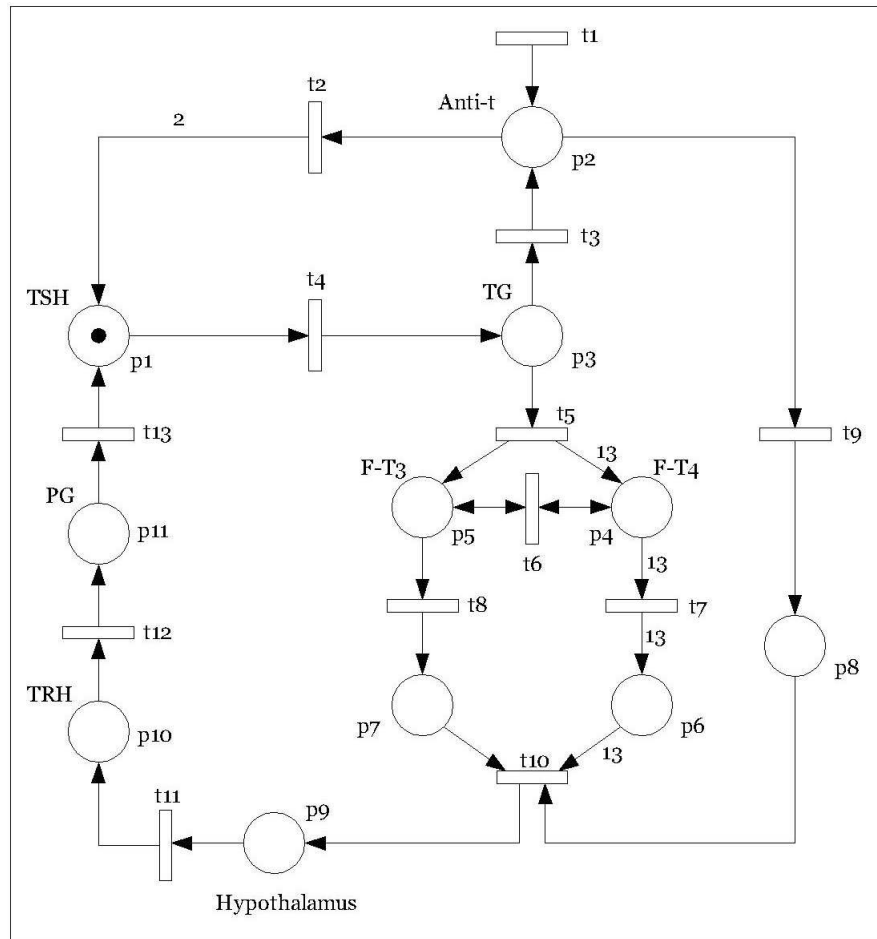 t1
t2
Anti-t
2
p2
t3
TSH
t4
TG
p1
p3
t13
t5
t9
F-T3
13
F-T4
PG
p11
p5
p4
t6
13
t12
t8
t7
13
TRH
p8
p10
p7
p6
t10
13
t11
p9
Hypothalamus